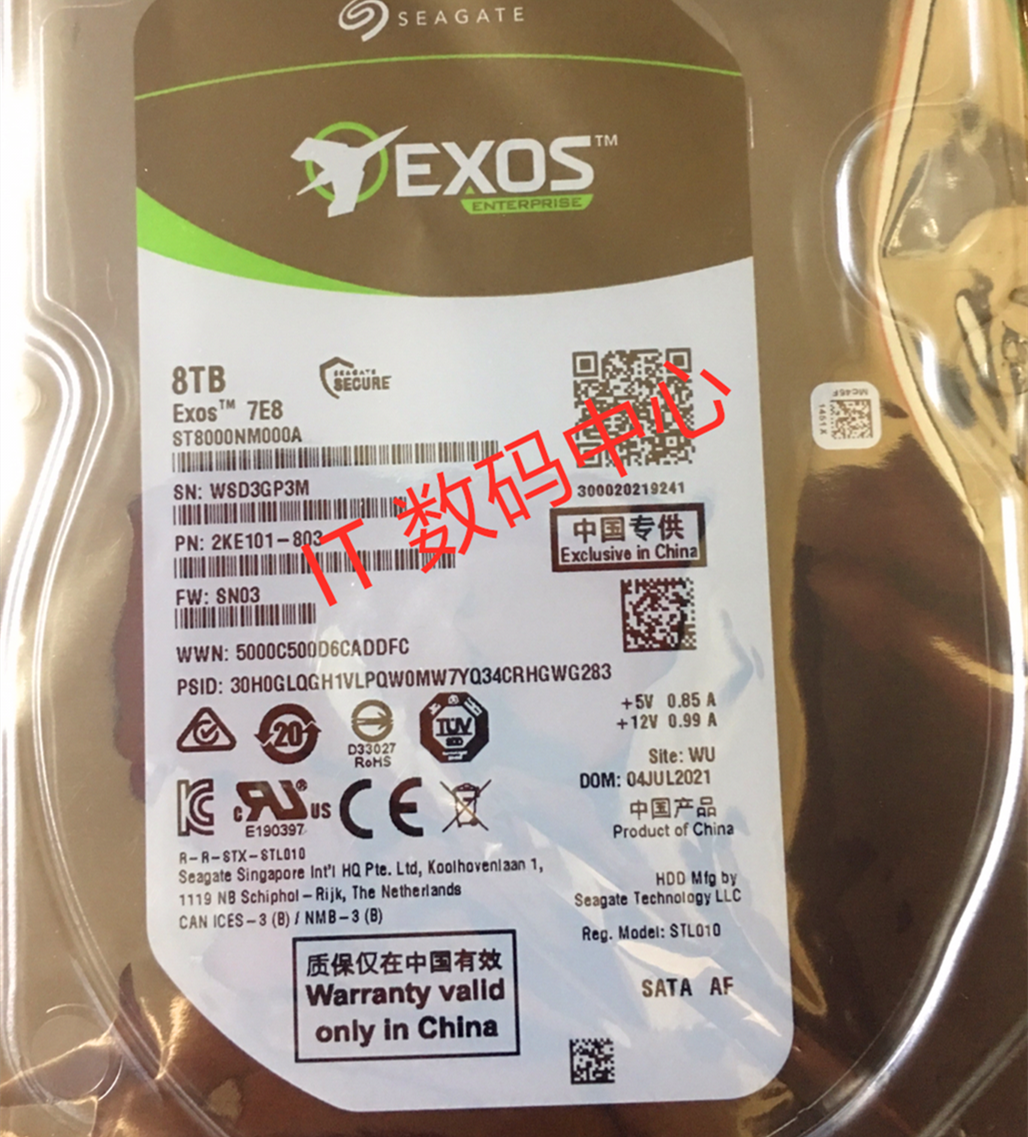 SEAGATE
EXOS™
ENTERPRISE
8TB
SEAGATE
SECURE
Exos™ 7E8
ST8000NM000A
SN: WSD3GP3M
300020219241
PN: 2KE101-803
中国专供
Exclusive in China
FW: SN03
IT 数码中心
WWN: 5000C500D6CADDFC
PSID: 30H0GLQGH1VLPQW0MW7YQ34CRHGWG283
+5V 0.85 A
+12V 0.99 A
20
D33027
RoHS
TÜV
Site: WU
DOM: 04JUL2021
中国产品
Product of China
c RU ® US
E190397
CE
R-R-STX-STL010
Seagate Singapore Int'l HQ Pte. Ltd, Koolhovenlaan 1,
1119 NB Schiphol-Rijk, The Netherlands
CAN ICES-3 (B) / NMB-3 (B)
HDD Mfg by
Seagate Technology LLC
Reg. Model: STL010
质保仅在中国有效
Warranty valid
only in China
SATA AF
1451X